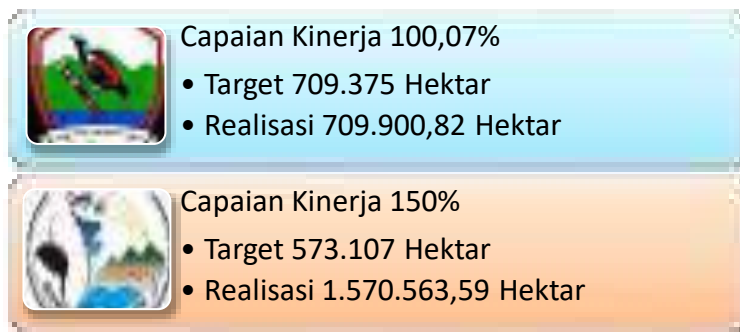 Capaian Kinerja 100,07%
• Target 709.375 Hektar
• Realisasi 709.900,82 Hektar
Capaian Kinerja 150%
• Target 573.107 Hektar
• Realisasi 1.570.563,59 Hektar